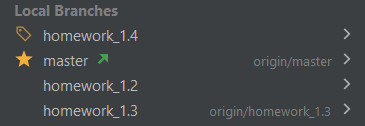 Local Branches
homework_1.4
master origin/master
homework_1.2
homework_1.3 origin/homework_1.3